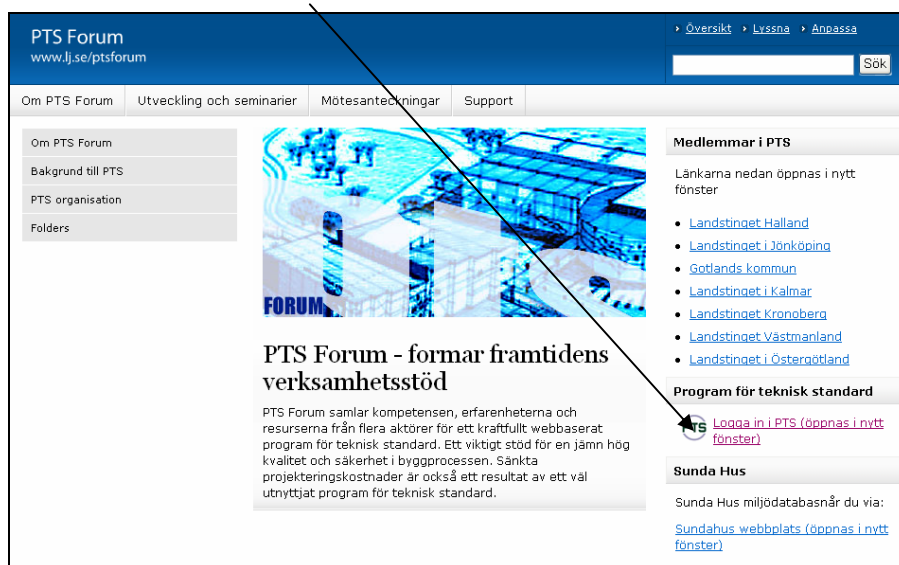 PTS Forum
www.lj.se/ptsforum
Översikt Lyssna Anpassa
Sök
Om PTS Forum Utveckling och seminarier Mötesanteckningar Support
Om PTS Forum
Bakgrund till PTS
PTS organisation
Folders
PTS
FORUM
PTS Forum - formar framtidens
verksamhetsstöd
PTS Forum samlar kompetensen, erfarenheterna och
resurserna från flera aktörer för ett kraftfullt webbaserat
program för teknisk standard. Ett viktigt stöd för en jämn hög
kvalitet och säkerhet i byggprocessen. Sänkta
projekteringskostnader är också ett resultat av ett väl
utnyttjat program för teknisk standard.
Medlemmar i PTS
Länkarna nedan öppnas i nytt
fönster
Landstinget Halland
Landstinget i Jönköping
Gotlands kommun
Landstinget i Kalmar
Landstinget Kronoberg
Landstinget Västmanland
Landstinget i Östergötland
Program för teknisk standard
PTS
Logga in i PTS (öppnas i nytt
fönster)
Sunda Hus
Sunda Hus miljödatabasnår du via:
Sundahus webbplats (öppnas i nytt
fönster)